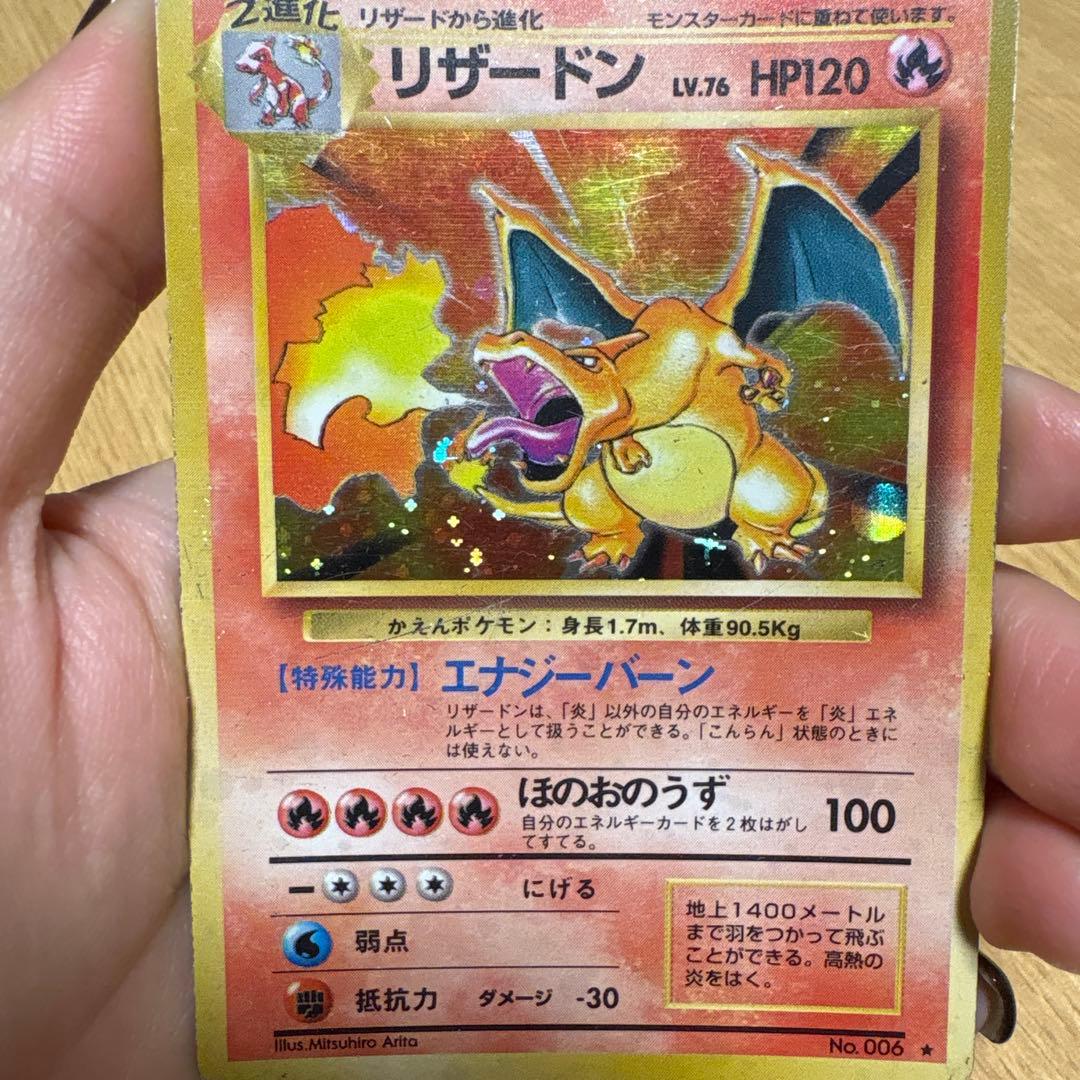 2進化 リザードから進化 モンスターカードに重ねて使います。
リザードン LV.76 HP120
かえんポケモン：身長1.7m、体重90.5Kg
【特殊能力】エナジーバーン
リザードンは、「炎」以外の自分のエネルギーを「炎」エネ
ルギーとして扱うことができる。「こんらん」状態のときに
は使えない。
ほのおのうず 100
自分のエネルギーカードを2枚はがし
てすてる。
ー にげる
弱点
抵抗力 ダメージ -30
地上1400メートル
まで羽をつかって飛ぶ
ことができる。高熱の
炎をはく。
Illus.Mitsuhiro Arita
No. 006 ★